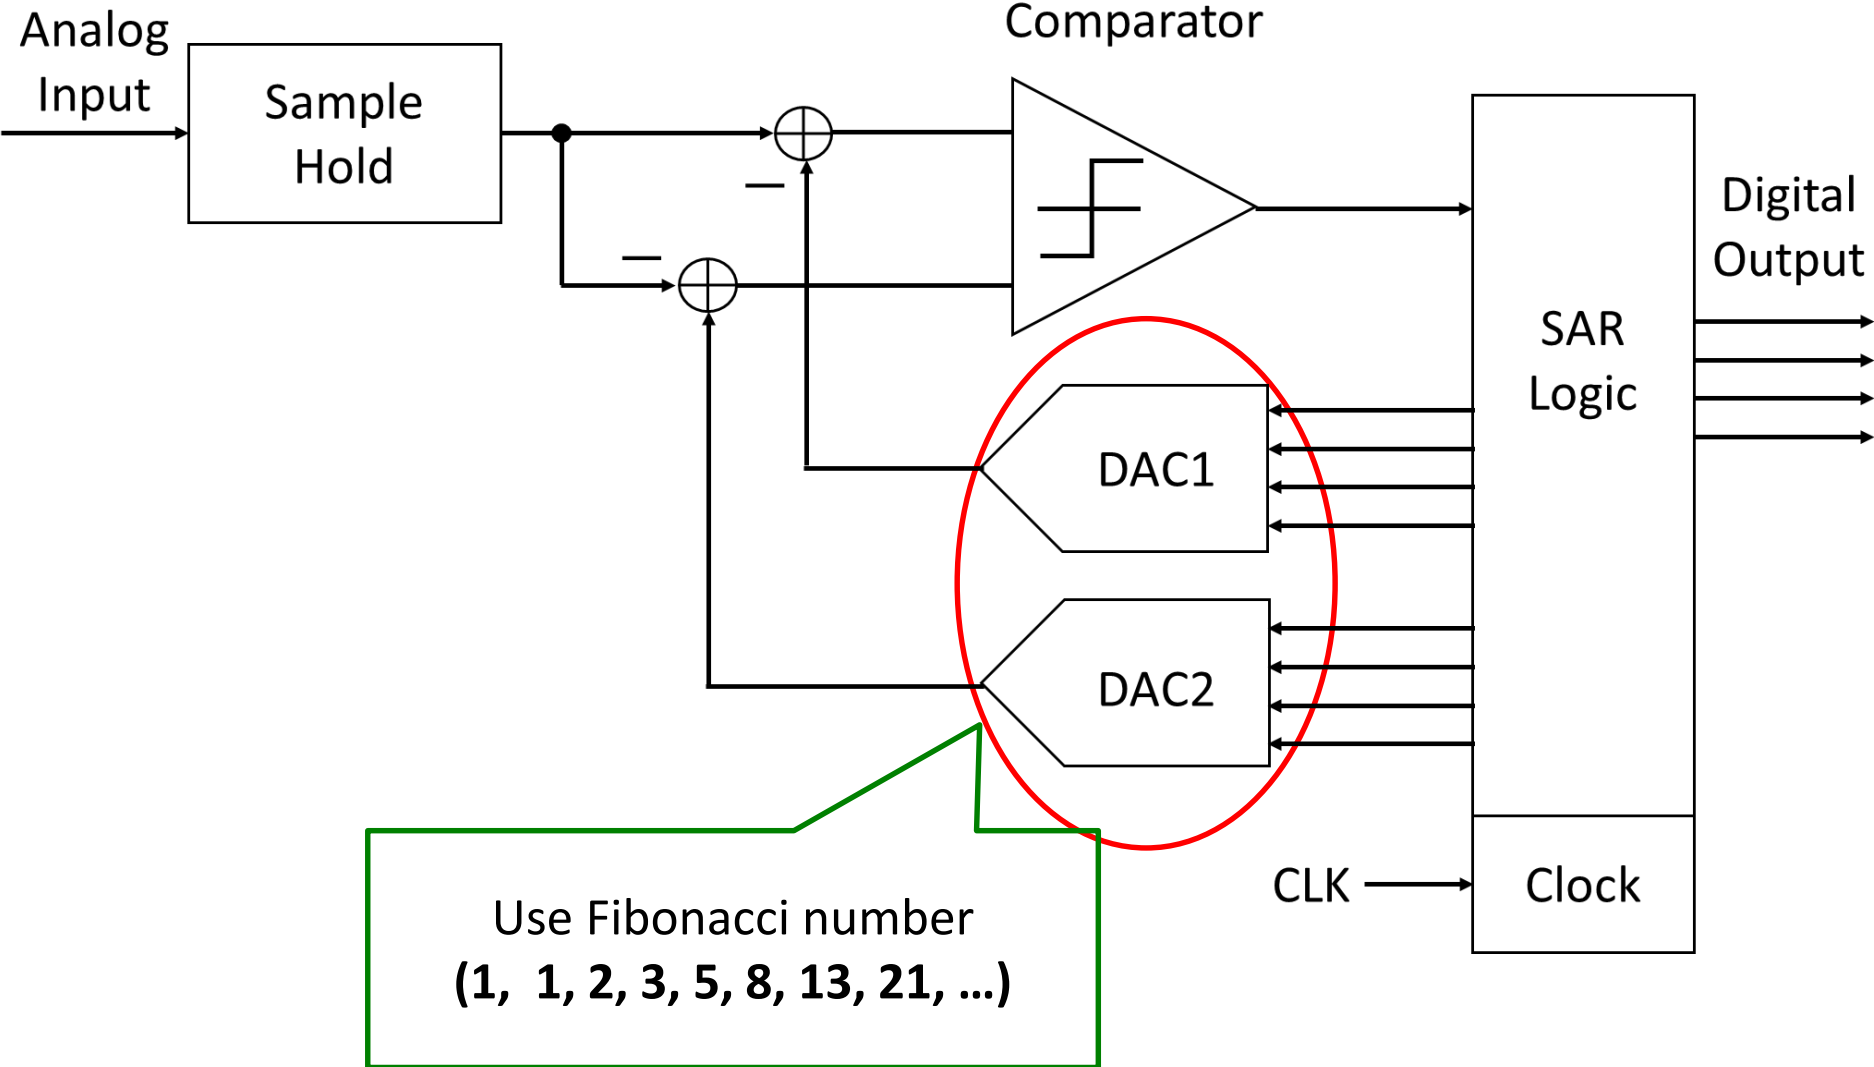 Analog
Input
Sample
Hold
Comparator
SAR
Logic
Digital
Output
DAC1
DAC2
CLK
Clock
Use Fibonacci number
(1,  1, 2, 3, 5, 8, 13, 21, ...)